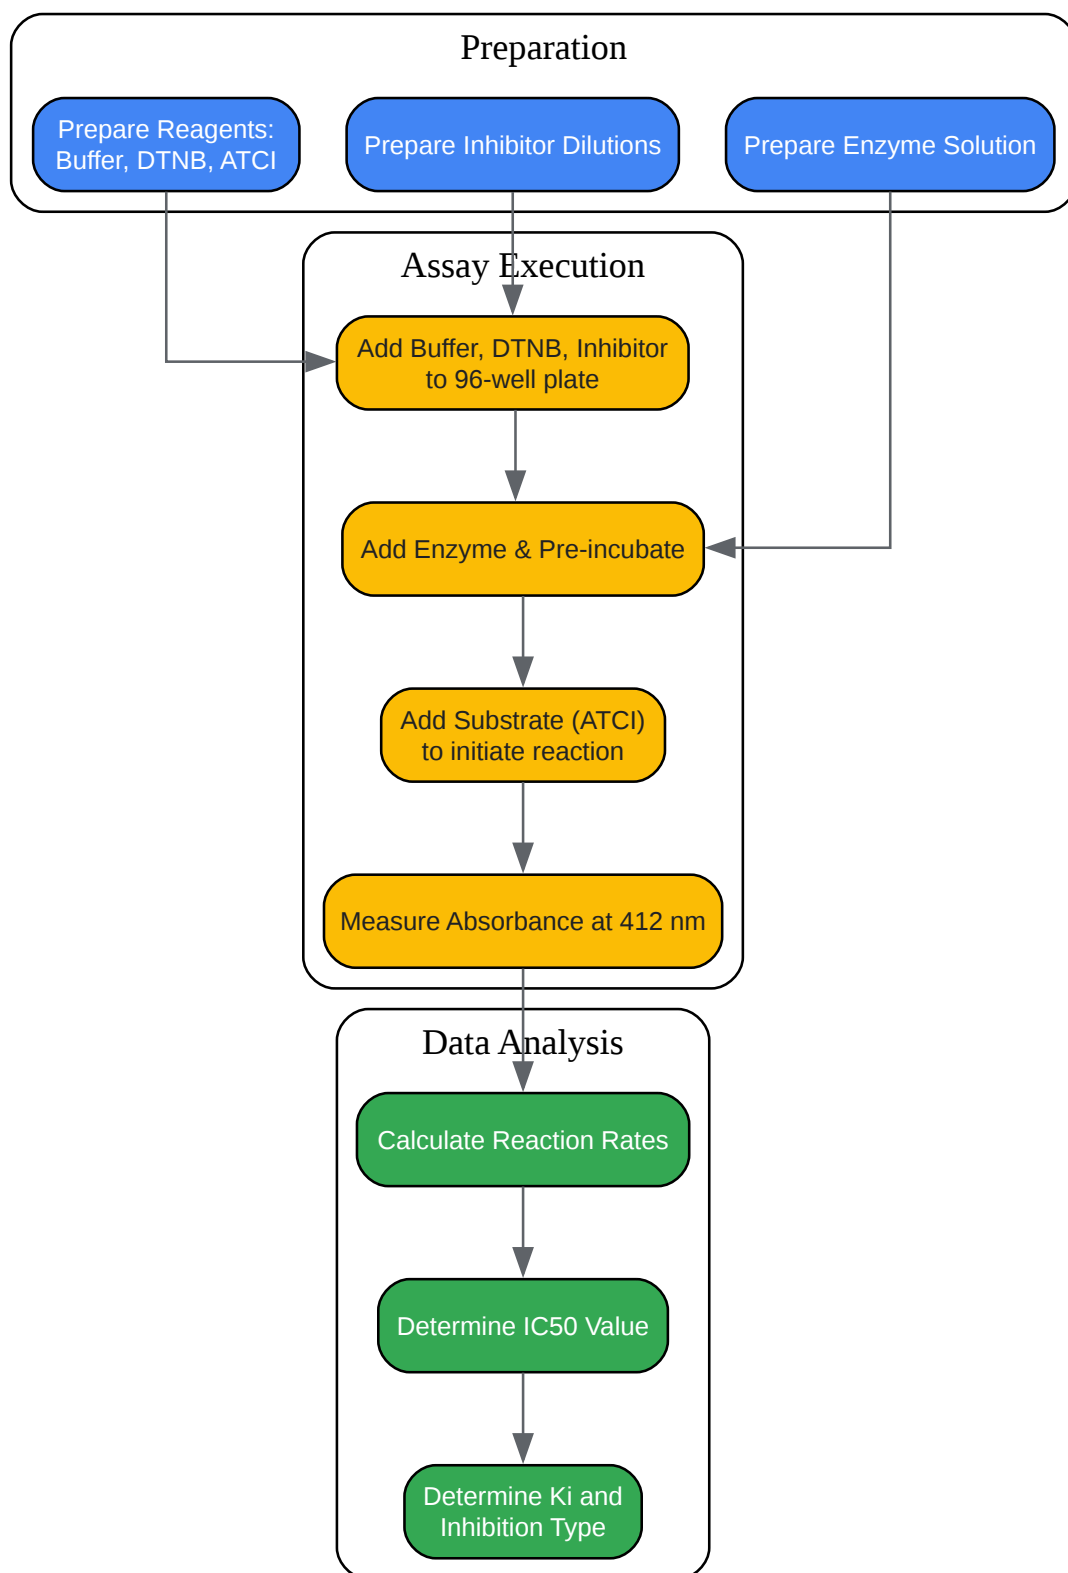 Preparation
Prepare Reagents:
Buffer, DTNB, ATCI
Prepare Inhibitor Dilutions
Prepare Enzyme Solution
Assay Execution
Add Buffer, DTNB, Inhibitor
to 96-well plate
Add Enzyme & Pre-incubate
Add Substrate (ATCI)
to initiate reaction
Measure Absorbance at 412 nm
Data Analysis
Calculate Reaction Rates
Determine IC50 Value
Determine Ki and
Inhibition Type